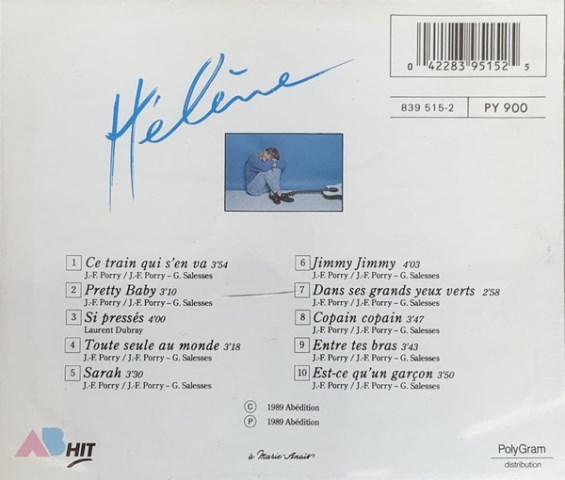 Hélène
0 42283 95152 5
839 515-2 PY 900
1 Ce train qui s'en va 3'54
J.-F. Porry / J.-F. Porry – G. Salesses
2 Pretty Baby 3'10
J.-F. Porry / J.-F. Porry – G. Salesses
3 Si pressés 4'00
Laurent Dubray
4 Toute seule au monde 3'18
J.-F. Porry / J.-F. Porry – G. Salesses
5 Sarah 3'30
J.-F. Porry / J.-F. Porry – G. Salesses
6 Jimmy Jimmy 4'03
J.-F. Porry / J.-F. Porry – G. Salesses
7 Dans ses grands yeux verts 2'58
J.-F. Porry / J.-F. Porry – G. Salesses
8 Copain copain 3'47
J.-F. Porry / J.-F. Porry – G. Salesses
9 Entre tes bras 3'43
J.-F. Porry / J.-F. Porry – G. Salesses
10 Est-ce qu'un garçon 3'50
J.-F. Porry / J.-F. Porry – G. Salesses
© 1989 Abédition
℗ 1989 Abédition
AB HIT
à Marie-Anaïs
PolyGram
distribution